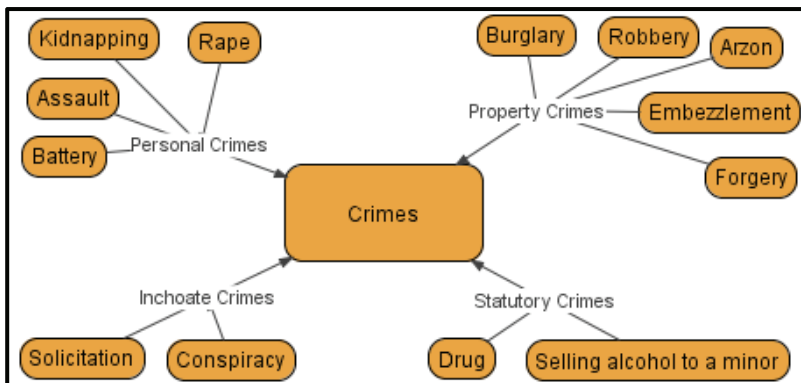 Kidnapping
Rape
Assault
Battery
Personal Crimes
Burglary
Robbery
Arzon
Property Crimes
Embezzlement
Forgery
Crimes
Inchoate Crimes
Solicitation
Conspiracy
Statutory Crimes
Drug
Selling alcohol to a minor